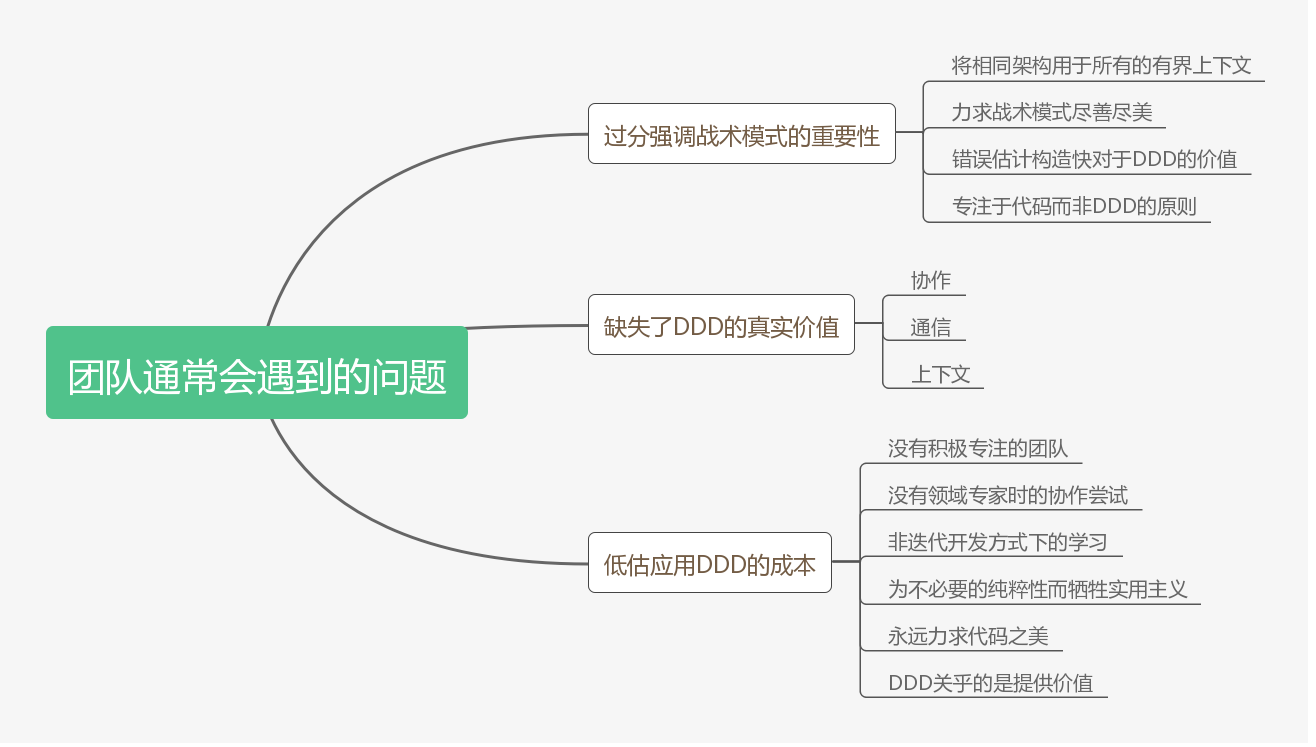 团队通常会遇到的问题
过分强调战术模式的重要性
将相同架构用于所有的有界上下文
力求战术模式尽善尽美
错误估计构造快对于DDD的价值
专注于代码而非DDD的原则
缺失了DDD的真实价值
协作
通信
上下文
低估应用DDD的成本
没有积极专注的团队
没有领域专家时的协作尝试
非迭代开发方式下的学习
为不必要的纯粹性而牺牲实用主义
永远力求代码之美
DDD关乎的是提供价值